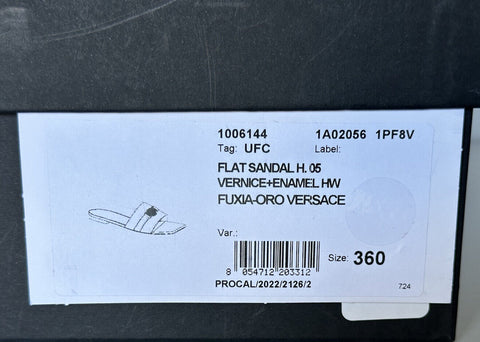 1006144 1A02056 1PF8V
Tag: UFC Label:
FLAT SANDAL H. 05
VERNICE+ENAMEL HW
FUXIA-ORO VERSACE
Var.:
Size: 360
8 054712 203312
PROCAL/2022/2126/2
724